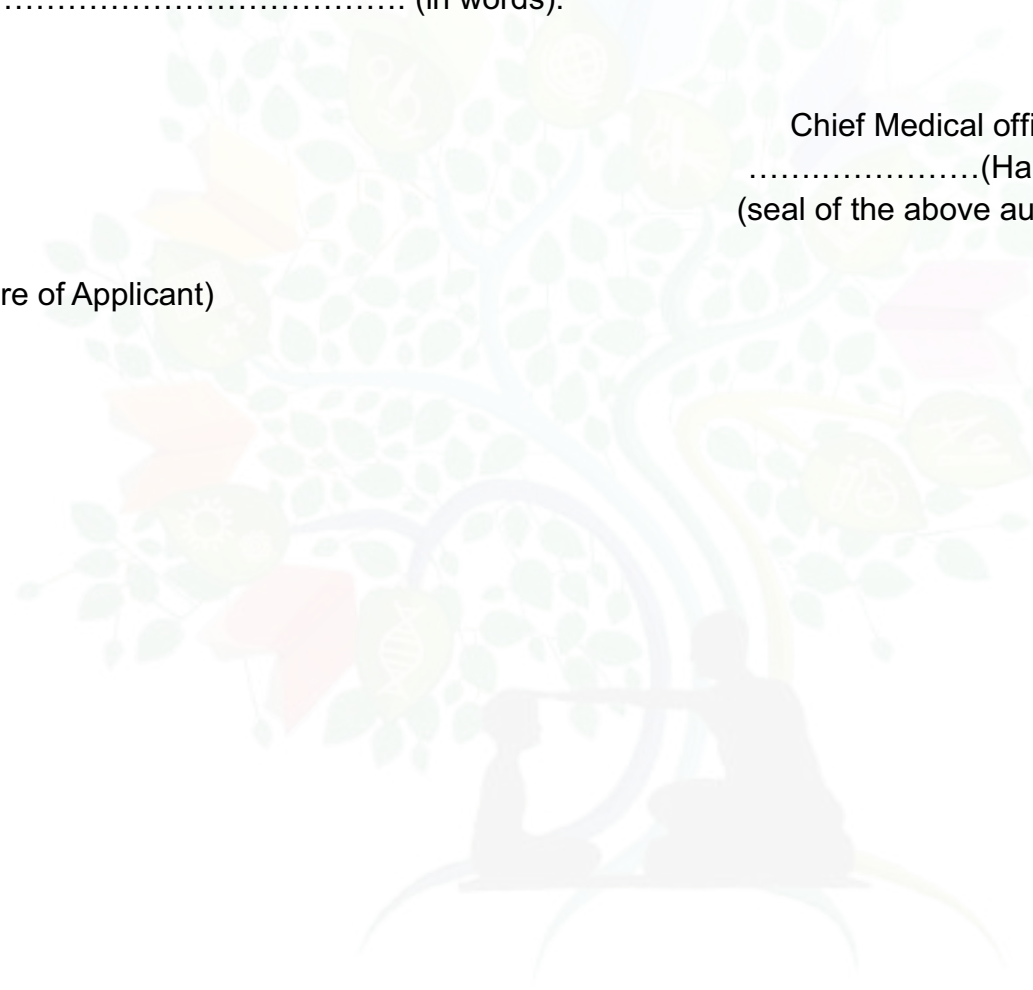 ………………………………. (in words).
Chief Medical offi
……..……………(Ha
(seal of the above au
re of Applicant)